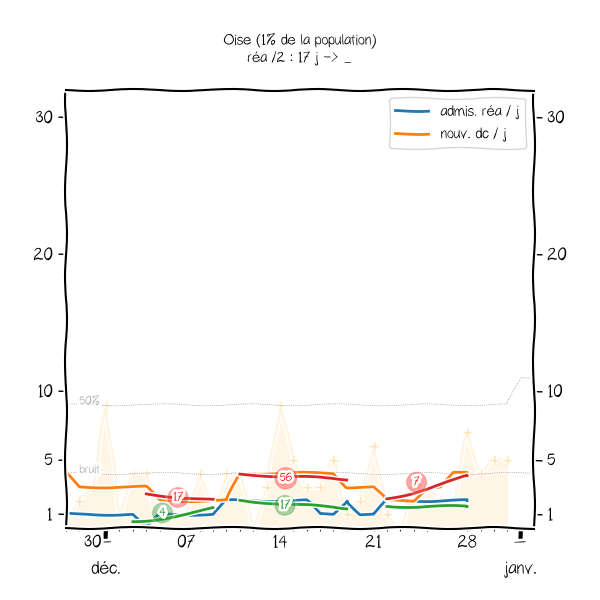 Oise (1% de la population)
réa /2 : 17 j -> _
admis. réa / j
nouv. dc / j
30 30
20 20
10 10
50%
5 5
bruit
56
7
17
17
4
1 1
30 07 14 21 28
déc. janv.